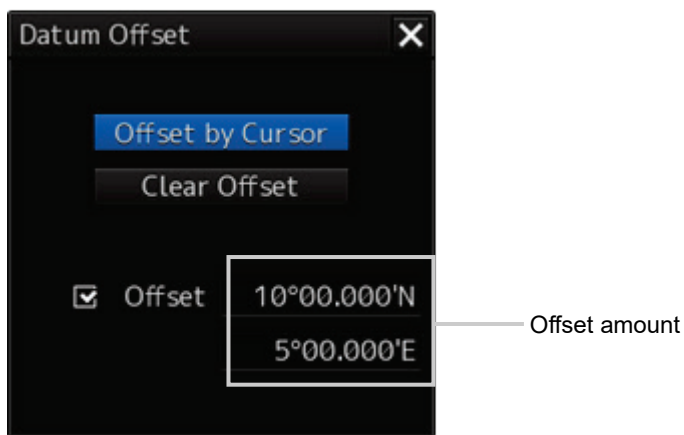 Datum Offset
Offset by Cursor
Clear Offset
Offset 10°00.000'N
5°00.000'E
Offset amount